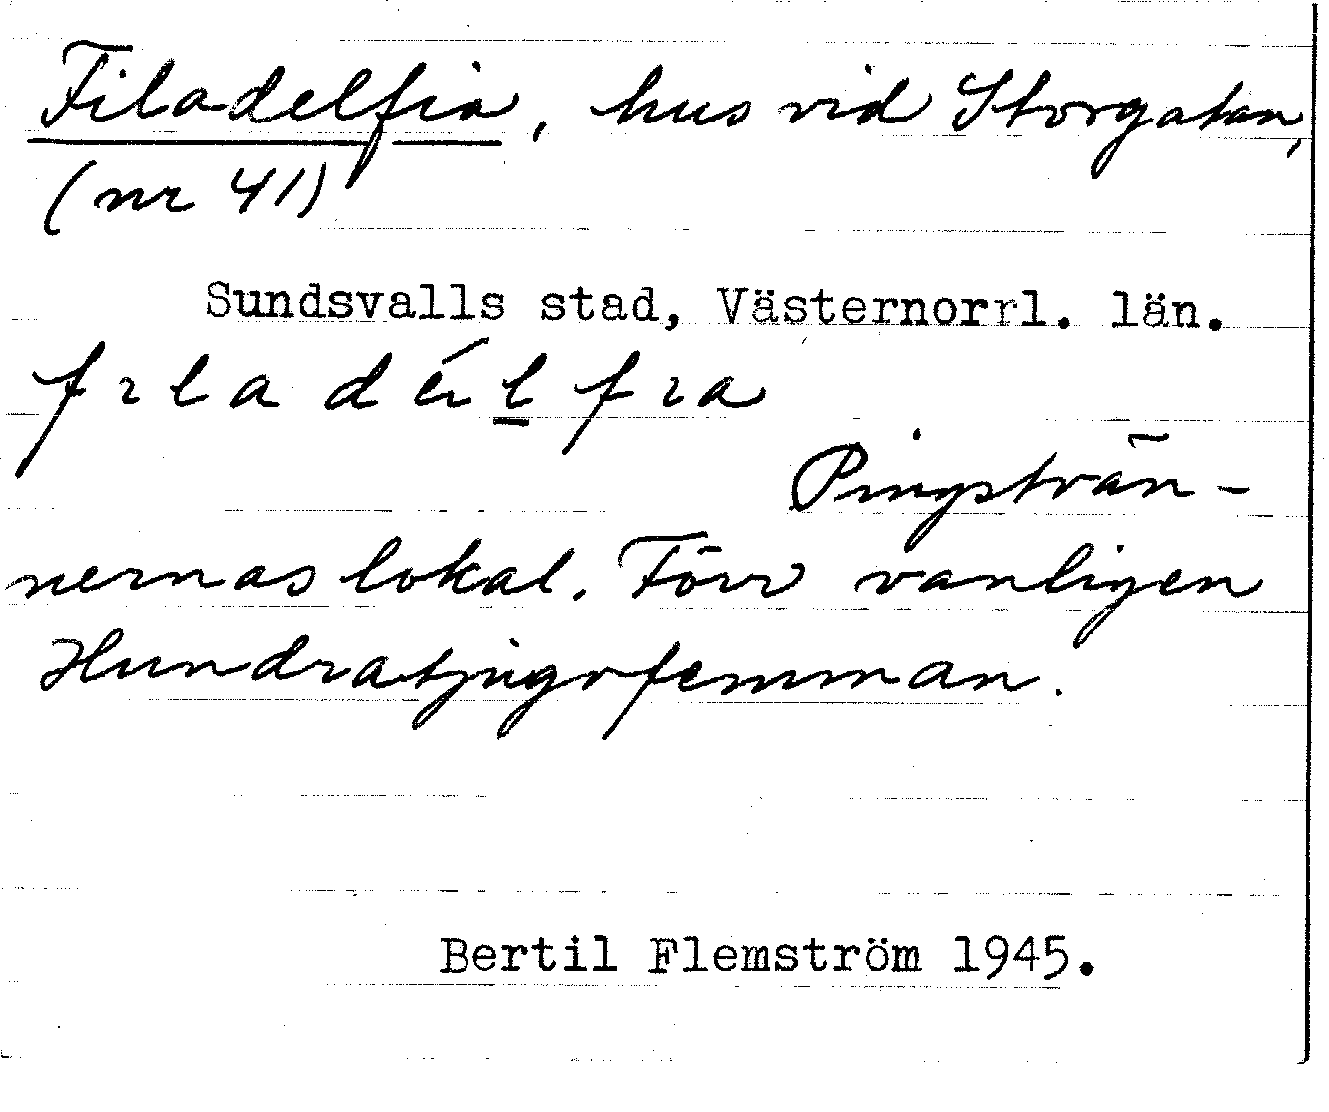 Filadelfia, hus vid Storgatan,
(nr 41)
Sundsvalls stad, Västernorrl. län.
fıladélfıa
Pingstvän-
nernas lokal. Förr vanligen
Hundratjugofemman.
Bertil Flemström 1945.